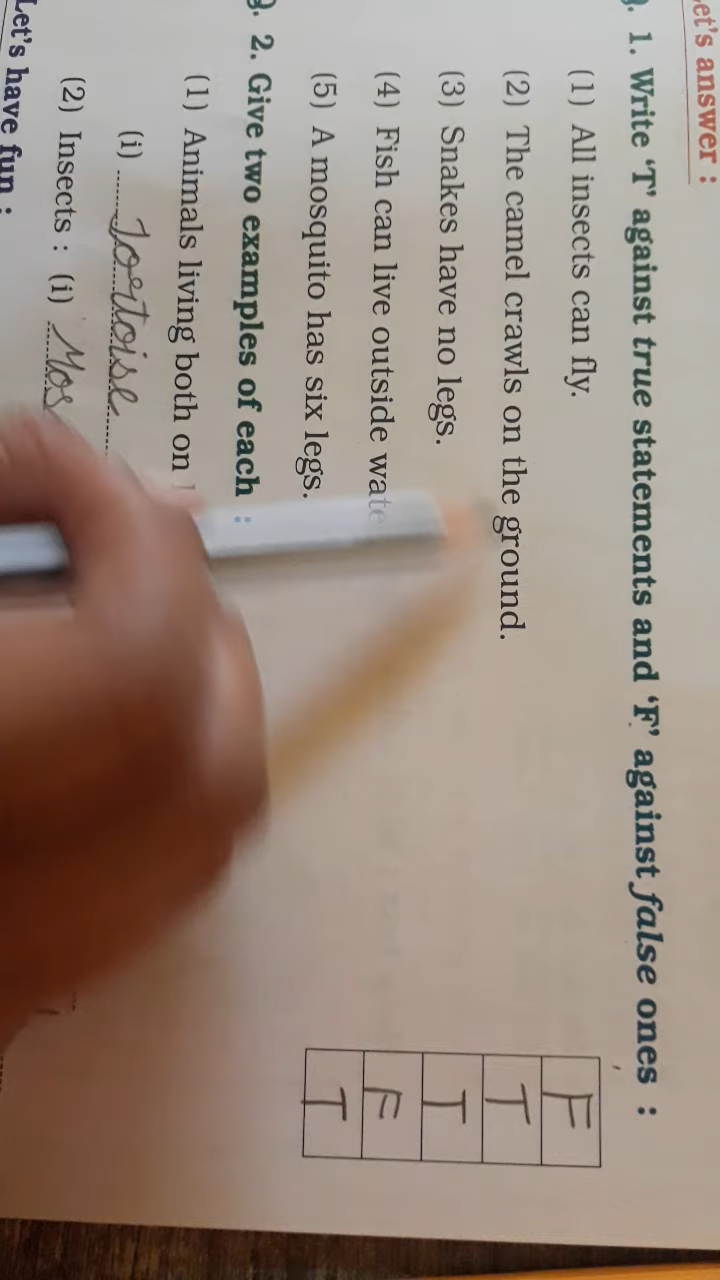 Let's answer :
1. Write 'T' against true statements and 'F' against false ones :
(1) All insects can fly. F
(2) The camel crawls on the ground. T
(3) Snakes have no legs. T
(4) Fish can live outside F
(5) A mosquito has six legs. T
2. Give two examples of each :
(1) Animals living both on
(i) Tortoise
(2) Insects : (i) Mos
Let's have fun :